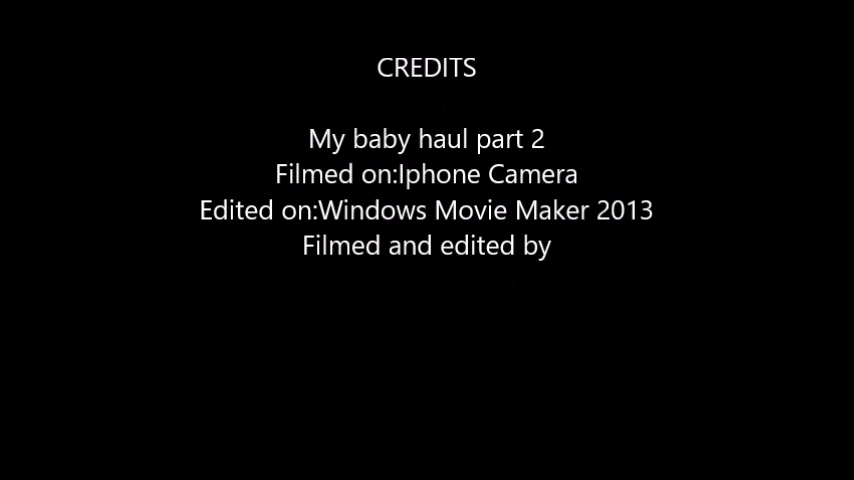 CREDITS
My baby haul part 2
Filmed on:Iphone Camera
Edited on:Windows Movie Maker 2013
Filmed and edited by